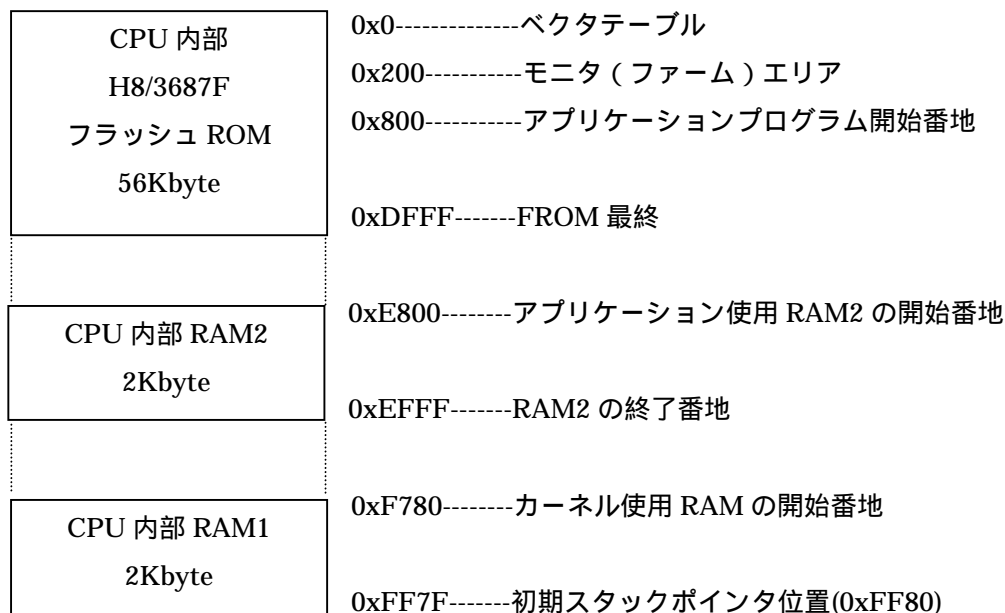 CPU 内部
H8/3687F
フラッシュ ROM
56Kbyte
0x0--------------ベクタテーブル
0x200-----------モニタ（ファーム）エリア
0x800-----------アプリケーションプログラム開始番地
0xDFFF-------FROM 最終
CPU 内部 RAM2
2Kbyte
0xE800--------アプリケーション使用 RAM2 の開始番地
0xEFFF-------RAM2 の終了番地
CPU 内部 RAM1
2Kbyte
0xF780--------カーネル使用 RAM の開始番地
0xFF7F-------初期スタックポインタ位置(0xFF80)